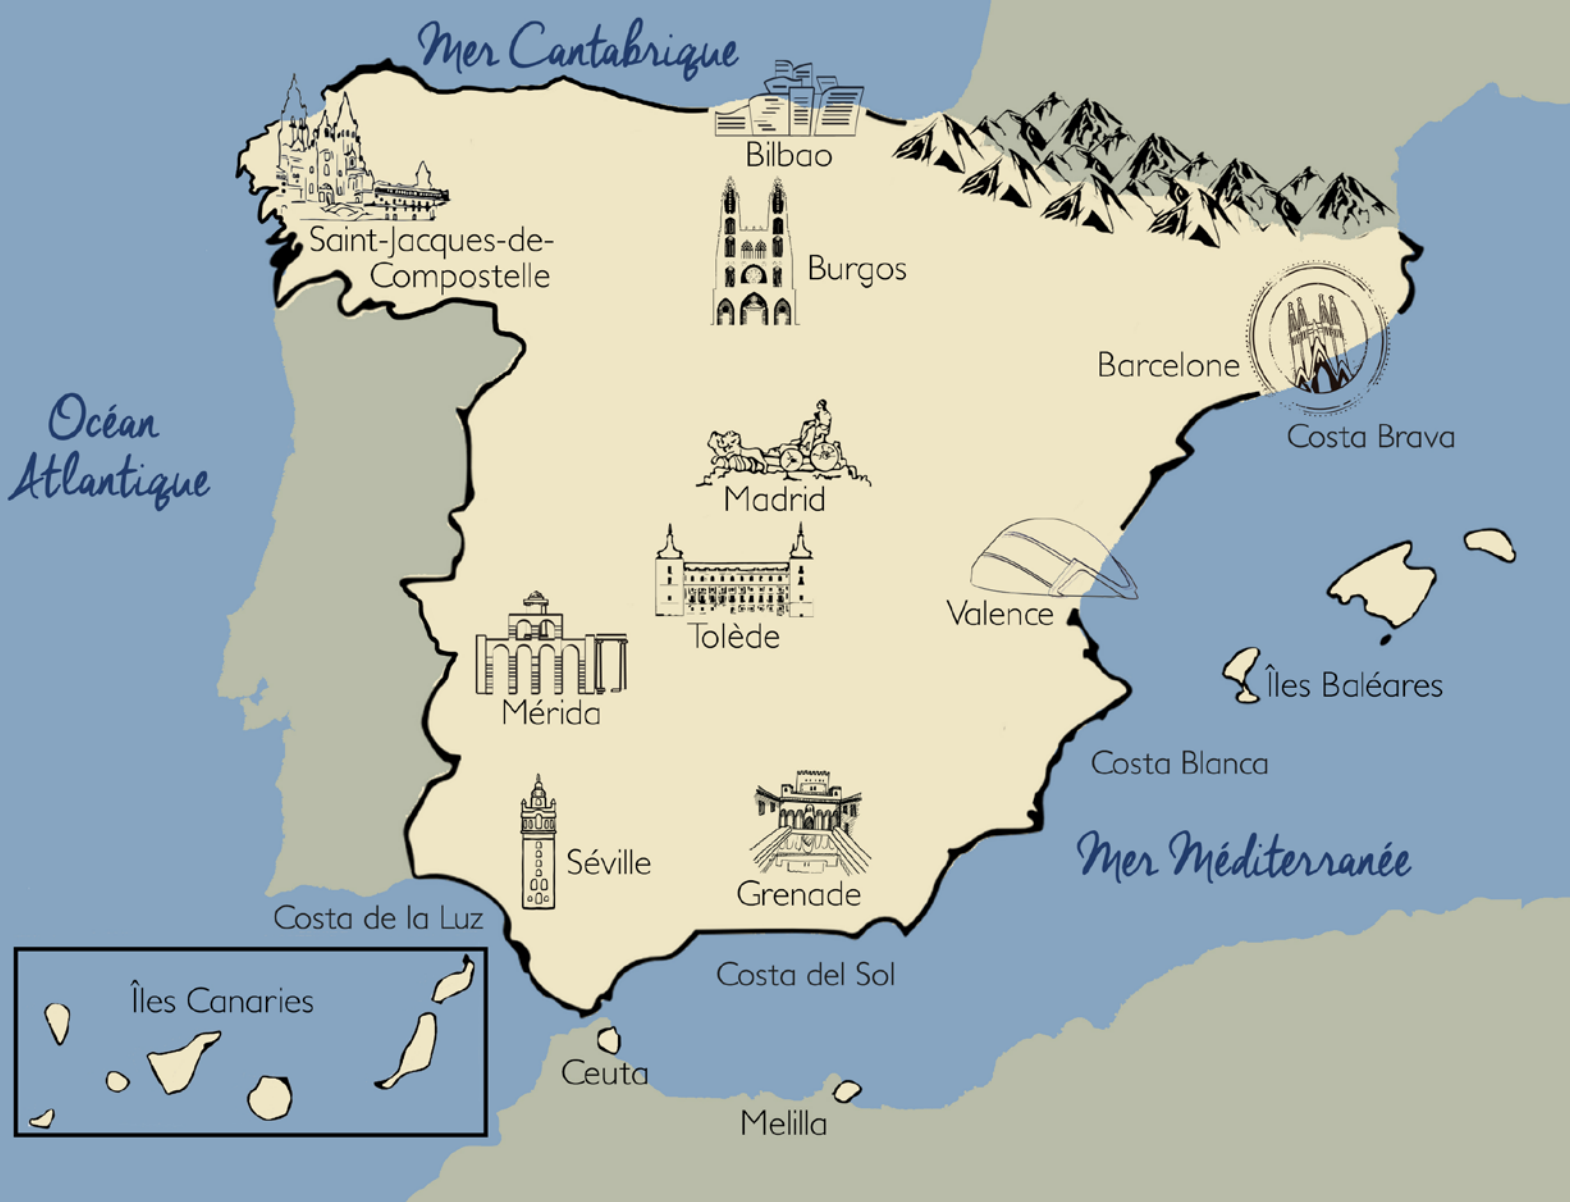 Mer Cantabrique
Bilbao
Saint-Jacques-de-
Compostelle
Burgos
Barcelone
Océan
Atlantique
Costa Brava
Madrid
Valence
Tolède
Îles Baléares
Mérida
Costa Blanca
Mer Méditerranée
Séville
Grenade
Costa de la Luz
Costa del Sol
Îles Canaries
Ceuta
Melilla